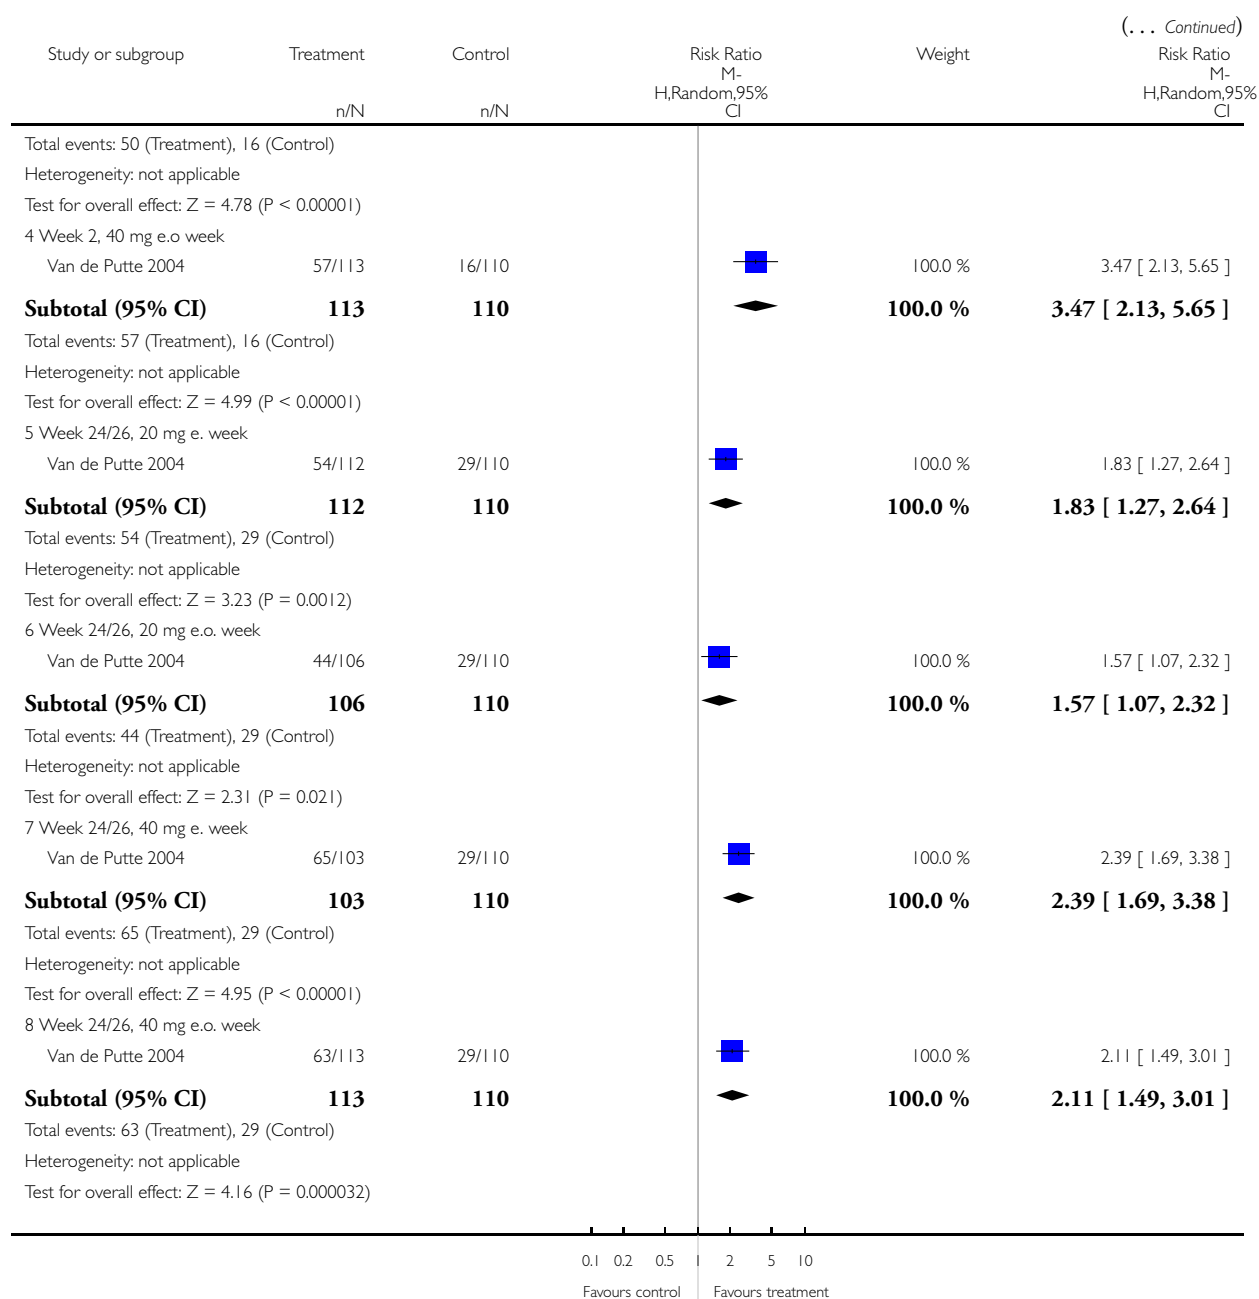 (... Continued)
Study or subgroup Treatment Control Risk Ratio Weight Risk Ratio
M- M-
H,Random,95% H,Random,95%
n/N n/N CI CI
Total events: 50 (Treatment), 16 (Control)
Heterogeneity: not applicable
Test for overall effect: Z = 4.78 (P < 0.00001)
4 Week 2, 40 mg e.o week
Van de Putte 2004 57/113 16/110 100.0 % 3.47 [ 2.13, 5.65 ]
Subtotal (95% CI) 113 110 100.0 % 3.47 [ 2.13, 5.65 ]
Total events: 57 (Treatment), 16 (Control)
Heterogeneity: not applicable
Test for overall effect: Z = 4.99 (P < 0.00001)
5 Week 24/26, 20 mg e. week
Van de Putte 2004 54/112 29/110 100.0 % 1.83 [ 1.27, 2.64 ]
Subtotal (95% CI) 112 110 100.0 % 1.83 [ 1.27, 2.64 ]
Total events: 54 (Treatment), 29 (Control)
Heterogeneity: not applicable
Test for overall effect: Z = 3.23 (P = 0.0012)
6 Week 24/26, 20 mg e.o. week
Van de Putte 2004 44/106 29/110 100.0 % 1.57 [ 1.07, 2.32 ]
Subtotal (95% CI) 106 110 100.0 % 1.57 [ 1.07, 2.32 ]
Total events: 44 (Treatment), 29 (Control)
Heterogeneity: not applicable
Test for overall effect: Z = 2.31 (P = 0.021)
7 Week 24/26, 40 mg e. week
Van de Putte 2004 65/103 29/110 100.0 % 2.39 [ 1.69, 3.38 ]
Subtotal (95% CI) 103 110 100.0 % 2.39 [ 1.69, 3.38 ]
Total events: 65 (Treatment), 29 (Control)
Heterogeneity: not applicable
Test for overall effect: Z = 4.95 (P < 0.00001)
8 Week 24/26, 40 mg e.o. week
Van de Putte 2004 63/113 29/110 100.0 % 2.11 [ 1.49, 3.01 ]
Subtotal (95% CI) 113 110 100.0 % 2.11 [ 1.49, 3.01 ]
Total events: 63 (Treatment), 29 (Control)
Heterogeneity: not applicable
Test for overall effect: Z = 4.16 (P = 0.000032)
0.1 0.2 0.5 1 2 5 10
Favours control Favours treatment